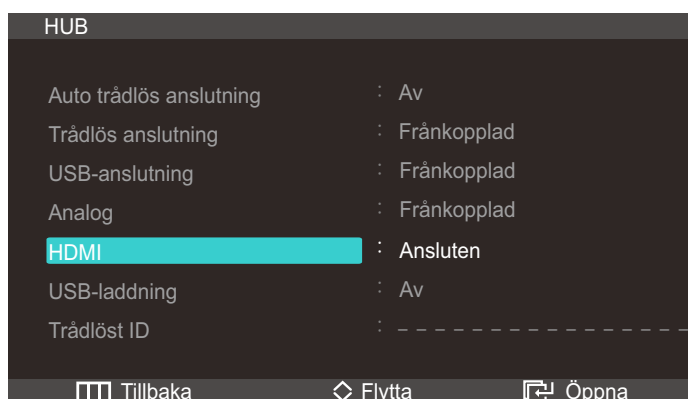 HUB
Auto trådlös anslutning : Av
Trådlös anslutning : Frånkopplad
USB-anslutning : Frånkopplad
Analog : Frånkopplad
HDMI : Ansluten
USB-laddning : Av
Trådlöst ID : – – – – – – – – – – – – – – – –
Tillbaka Flytta Öppna